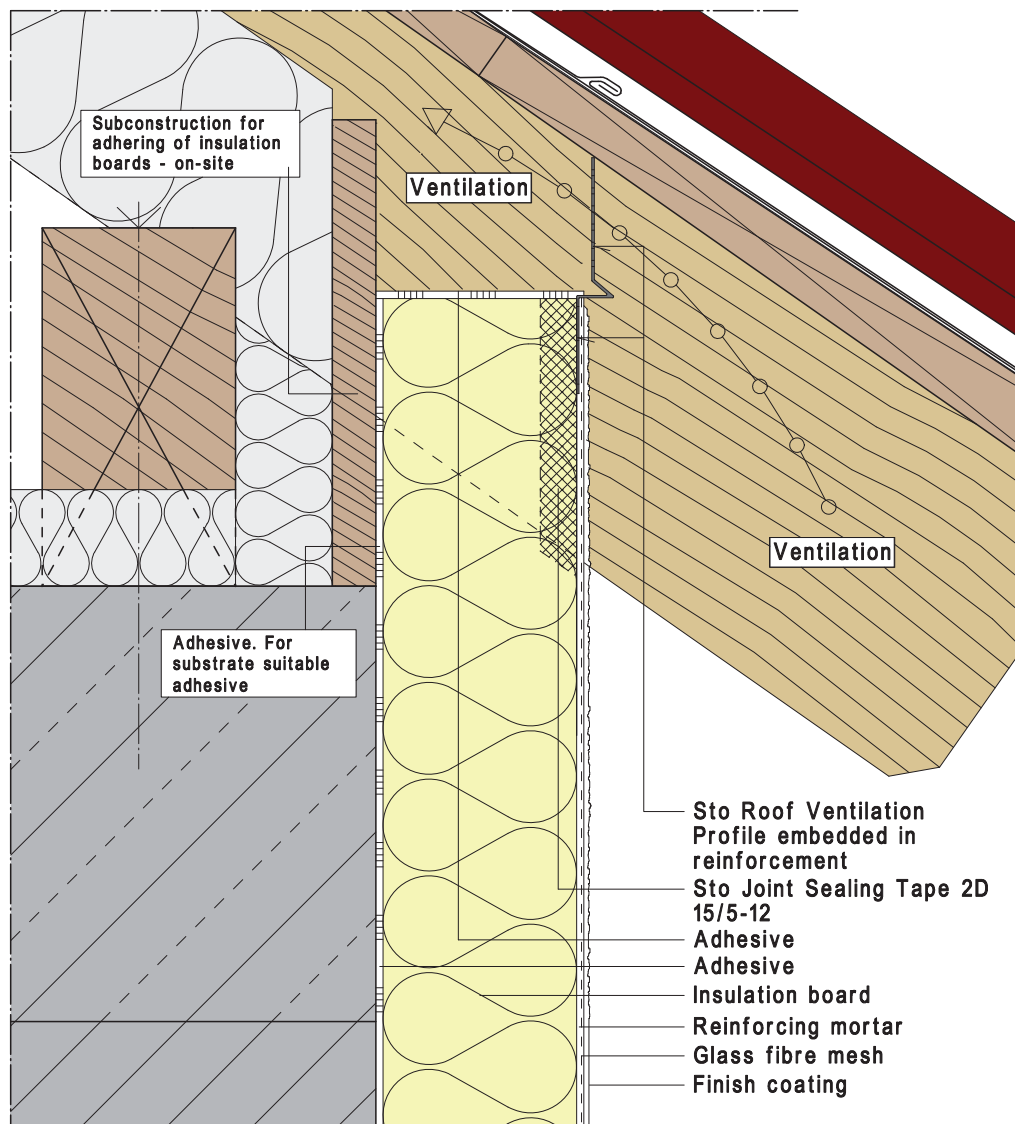 Subconstruction for
adhering of insulation
boards - on-site
Ventilation
Ventilation
Adhesive. For
substrate suitable
adhesive
Sto Roof Ventilation
Profile embedded in
reinforcement
Sto Joint Sealing Tape 2D
15/5-12
Adhesive
Adhesive
Insulation board
Reinforcing mortar
Glass fibre mesh
Finish coating